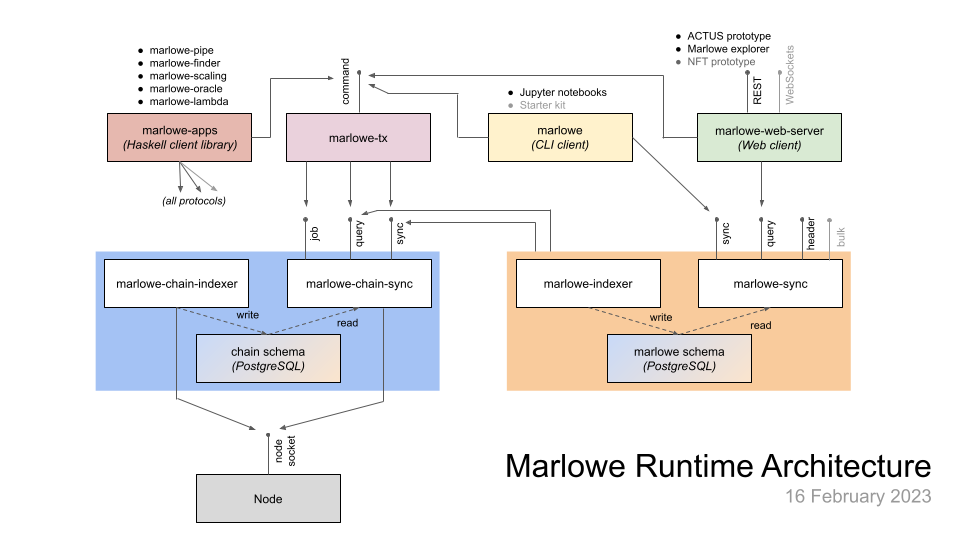 ● marlowe-pipe
● marlowe-finder
● marlowe-scaling
● marlowe-oracle
● marlowe-lambda
command
● ACTUS prototype
● Marlowe explorer
● NFT prototype
REST
WebSockets
● Jupyter notebooks
● Starter kit
marlowe-apps
(Haskell client library)
marlowe-tx
marlowe
(CLI client)
marlowe-web-server
(Web client)
(all protocols)
job
query
sync
sync
query
header
bulk
marlowe-chain-indexer
marlowe-chain-sync
write
read
chain schema
(PostgreSQL)
marlowe-indexer
marlowe-sync
write
read
marlowe schema
(PostgreSQL)
node
socket
Node
Marlowe Runtime Architecture
16 February 2023